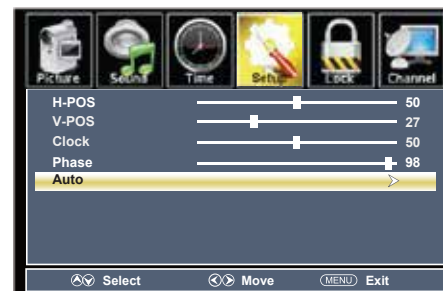 Picture Sound Time Setup Lock Channel
H-POS 50
V-POS 27
Clock 50
Phase 98
Auto
Select Move MENU Exit